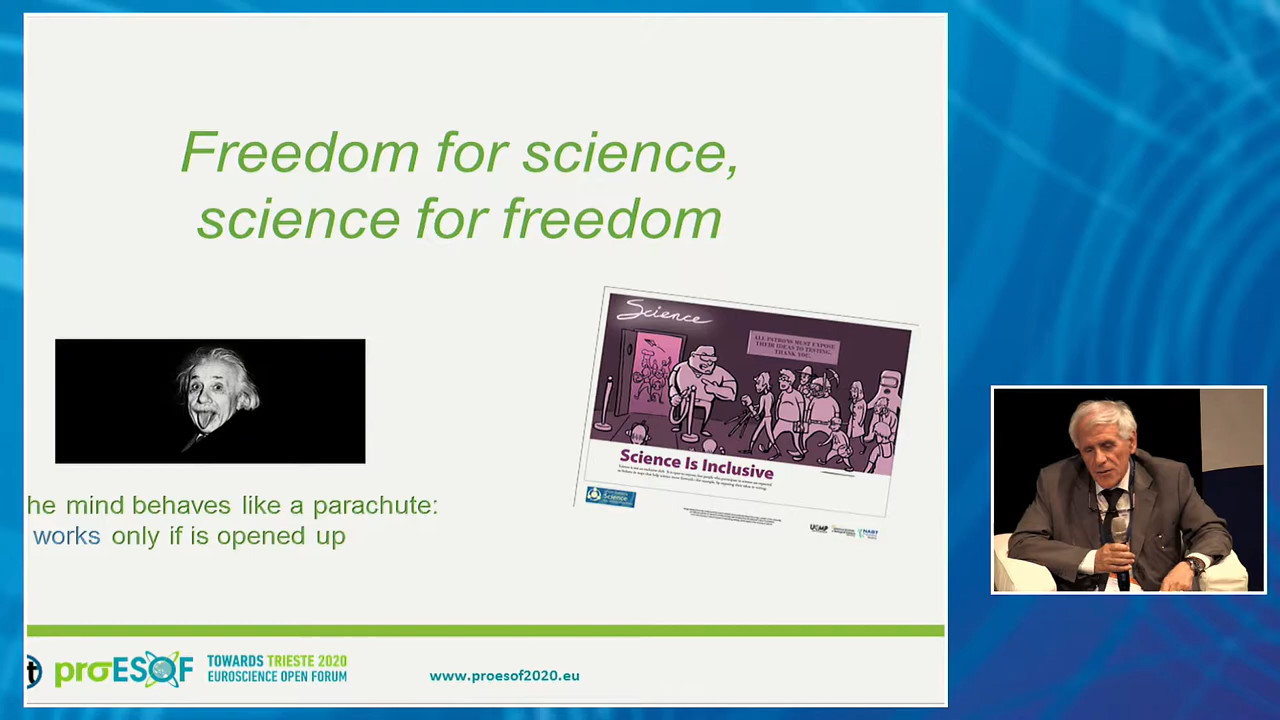 Freedom for science,
science for freedom
Science
ALL PATRONS MUST EXPOSE
THEIR IDEAS TO TESTING.
THANK YOU.
Science Is Inclusive
Science
he mind behaves like a parachute:
works only if is opened up
t proESOF
TOWARDS TRIESTE 2020
EUROSCIENCE OPEN FORUM
www.proesof2020.eu